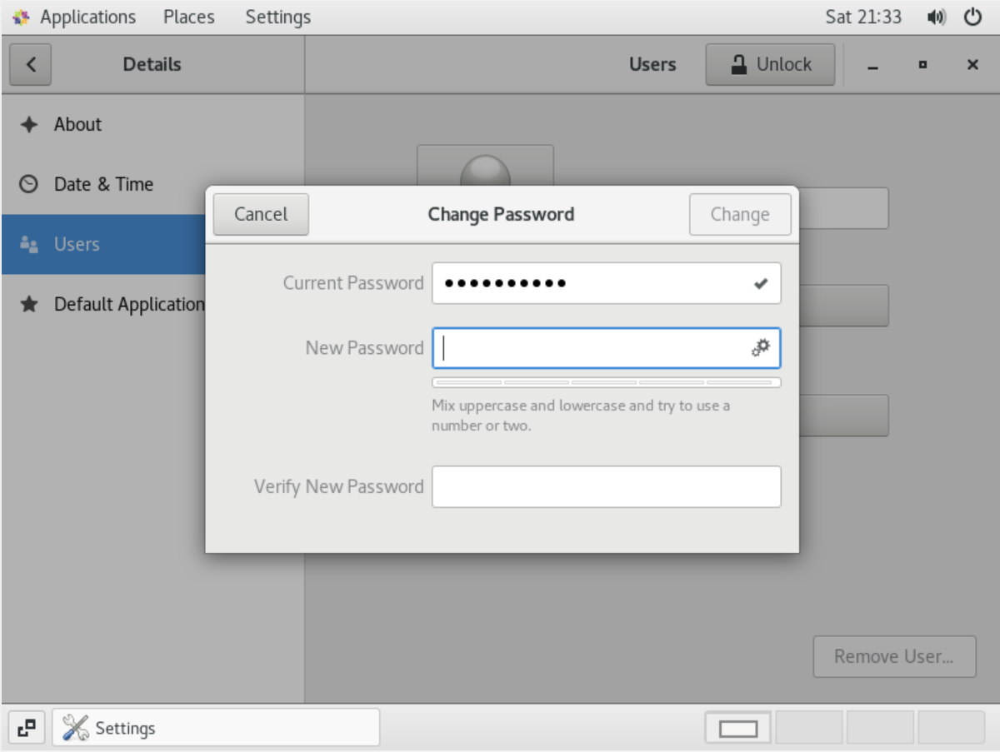 Applications Places Settings Sat 21:33
Details Users Unlock
About
Date & Time
Cancel Change Password Change
Users
Current Password ●●●●●●●●●●
Default Application
New Password
Mix uppercase and lowercase and try to use a
number or two.
Verify New Password
Remove User...
Settings